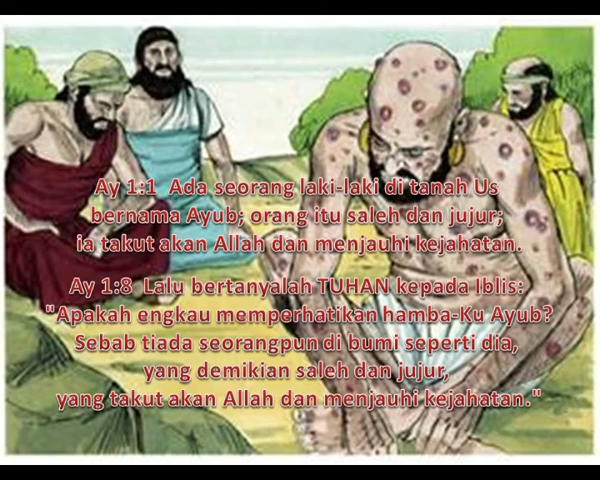 Ay 1:1  Ada seorang laki-laki di tanah Us
bernama Ayub; orang itu saleh dan jujur;
ia takut akan Allah dan menjauhi kejahatan.
Ay 1:8  Lalu bertanyalah TUHAN kepada Iblis:
"Apakah engkau memperhatikan hamba-Ku Ayub?
Sebab tiada seorangpun di bumi seperti dia,
yang demikian saleh dan jujur,
yang takut akan Allah dan menjauhi kejahatan."